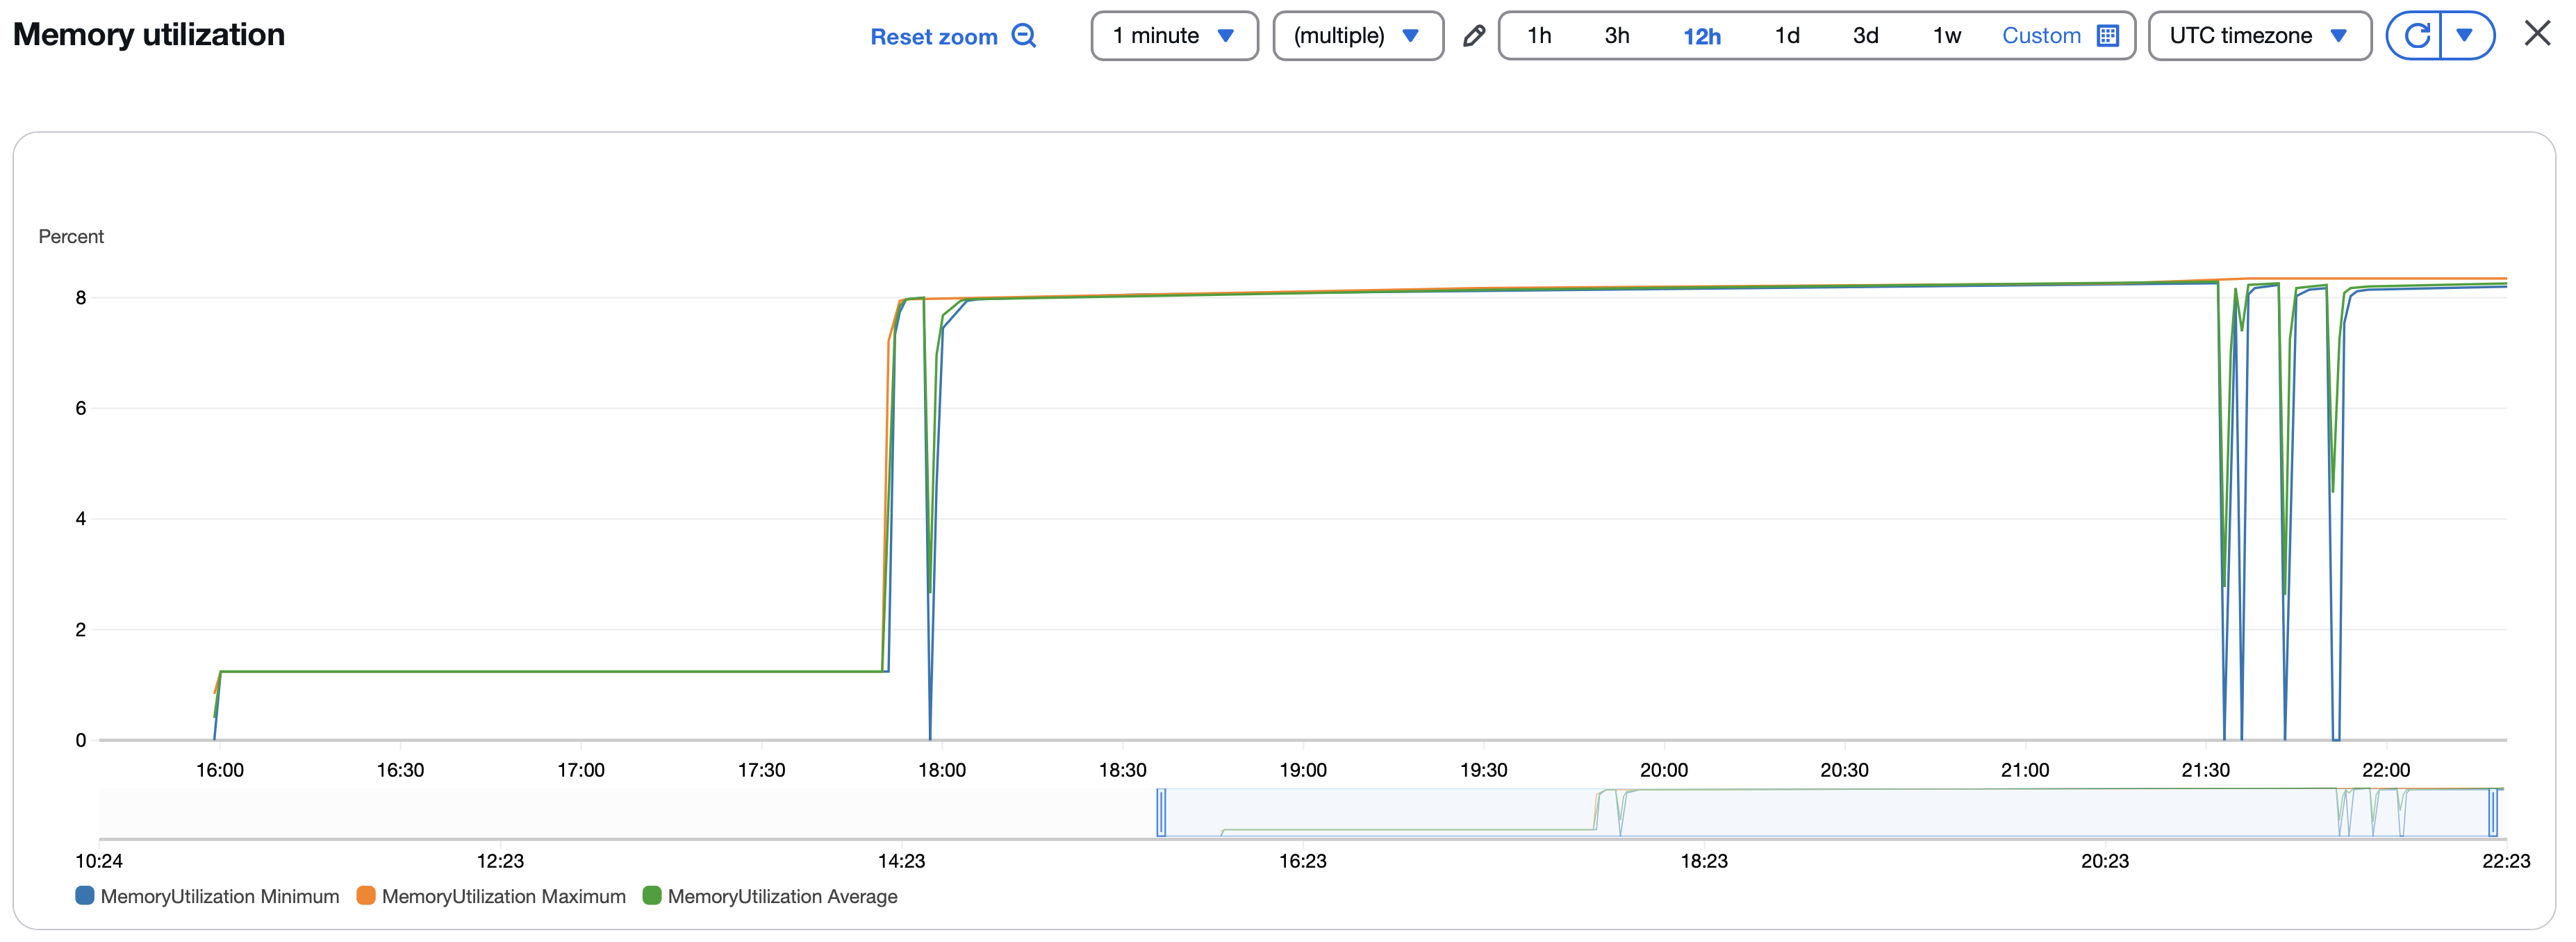 Memory utilization Reset zoom 1 minute (multiple) 1h 3h 12h 1d 3d 1w Custom UTC timezone
Percent
8
6
4
2
0
16:00 16:30 17:00 17:30 18:00 18:30 19:00 19:30 20:00 20:30 21:00 21:30 22:00
10:24 12:23 14:23 16:23 18:23 20:23 22:23
MemoryUtilization Minimum MemoryUtilization Maximum MemoryUtilization Average